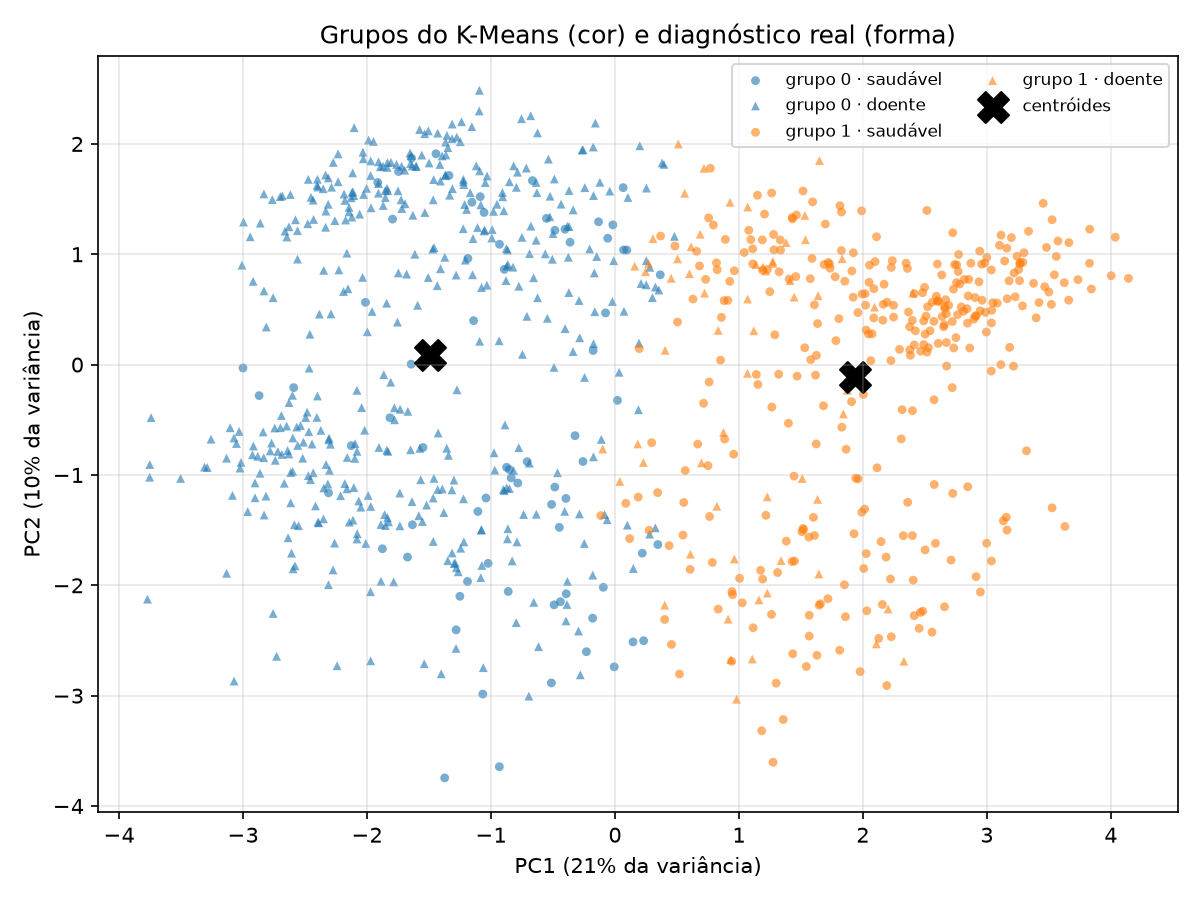 Grupos do K-Means (cor) e diagnóstico real (forma)
grupo 0 · saudável
grupo 0 · doente
grupo 1 · saudável
grupo 1 · doente
centróides
PC2 (10% da variância)
2
1
0
−1
−2
−3
−4
−4 −3 −2 −1 0 1 2 3 4
PC1 (21% da variância)